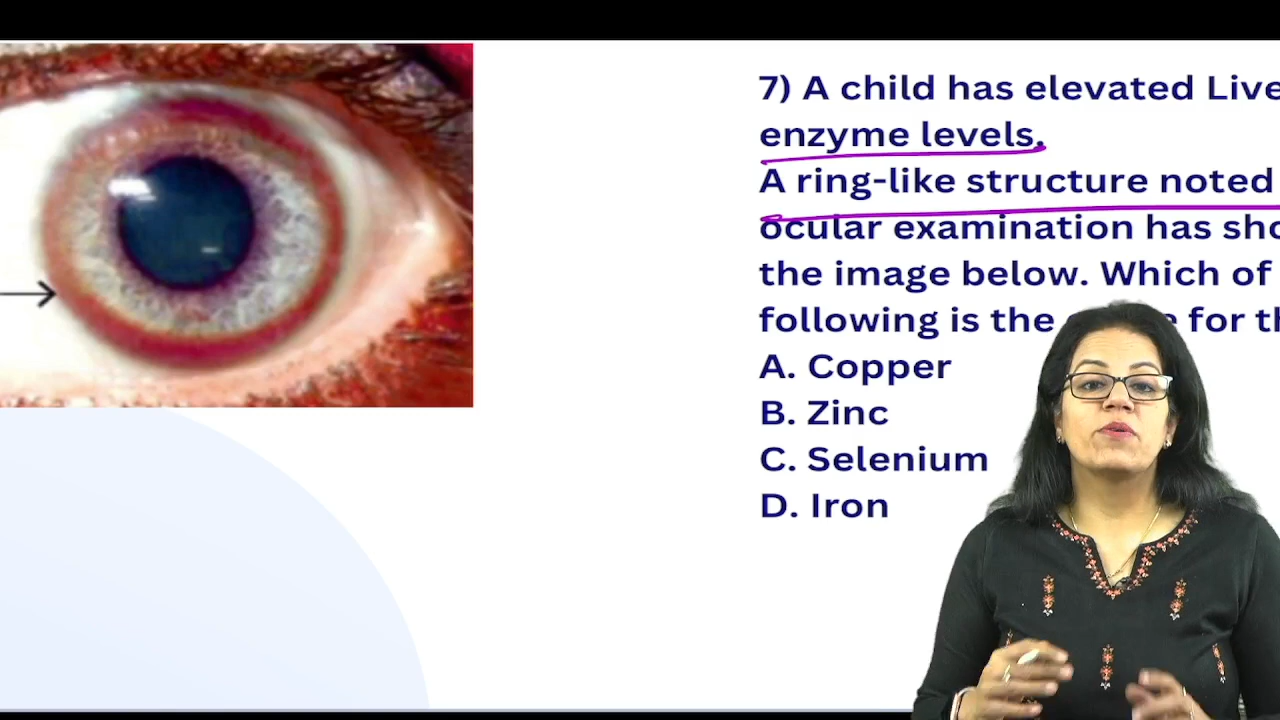 7) A child has elevated Live
enzyme levels.
A ring-like structure noted
ocular examination has sho
the image below. Which of
following is the for th
A. Copper
B. Zinc
C. Selenium
D. Iron